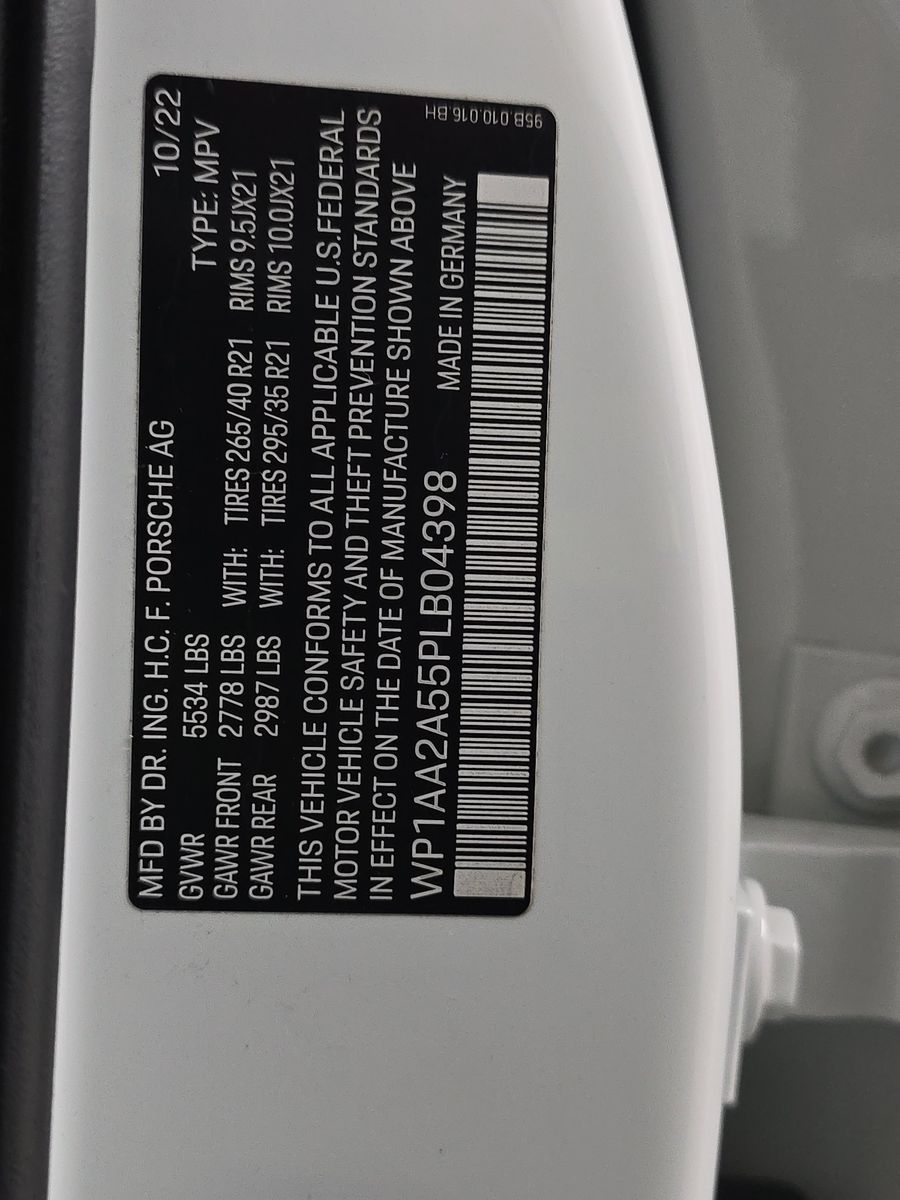 MFD BY DR. ING. H.C. F. PORSCHE AG 10/22
GVWR 5534 LBS TYPE: MPV
GAWR FRONT 2778 LBS WITH: TIRES 265/40 R21 RIMS 9.5JX21
GAWR REAR 2987 LBS WITH: TIRES 295/35 R21 RIMS 10.0JX21
THIS VEHICLE CONFORMS TO ALL APPLICABLE U.S.FEDERAL
MOTOR VEHICLE SAFETY AND THEFT PREVENTION STANDARDS
IN EFFECT ON THE DATE OF MANUFACTURE SHOWN ABOVE
WP1AA2A55PLB04398 MADE IN GERMANY
95B.010.016.BH